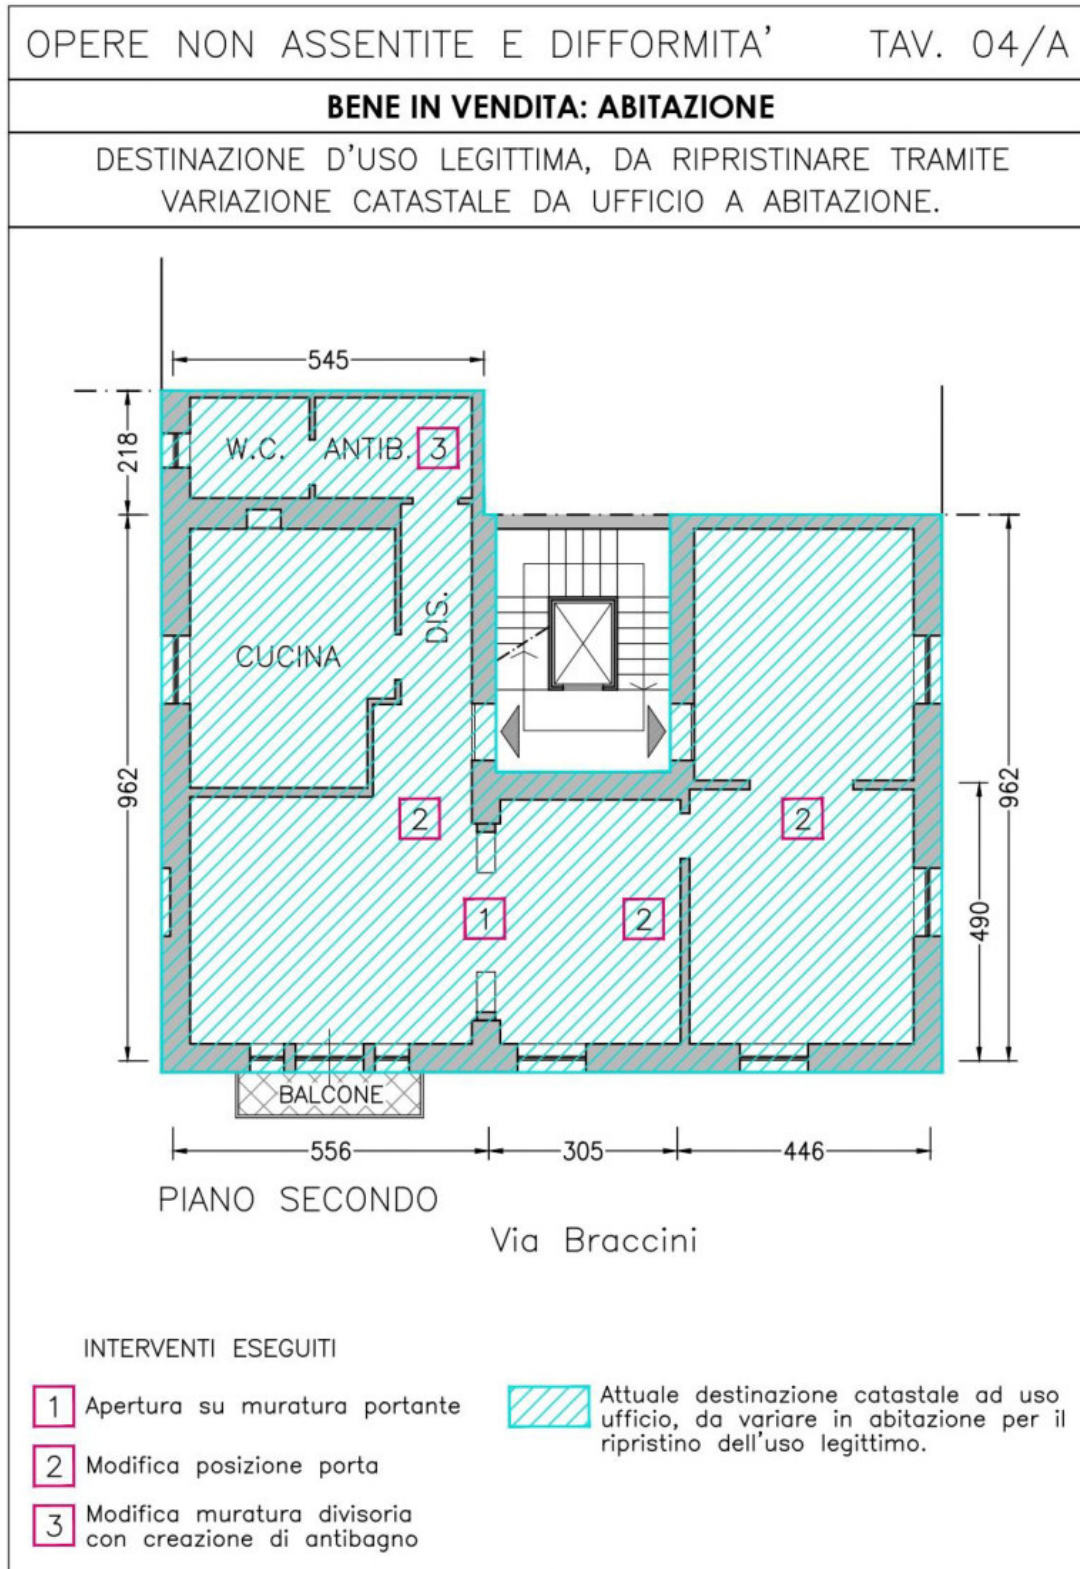 OPERE NON ASSENTITE E DIFFORMITA' TAV. 04/A
BENE IN VENDITA: ABITAZIONE
DESTINAZIONE D'USO LEGITTIMA, DA RIPRISTINARE TRAMITE
VARIAZIONE CATASTALE DA UFFICIO A ABITAZIONE.
545
218
W.C.
ANTIB.
3
DIS.
CUCINA
962
962
2
2
1
2
490
BALCONE
556
305
446
PIANO SECONDO
Via Braccini
INTERVENTI ESEGUITI
1 Apertura su muratura portante
2 Modifica posizione porta
3 Modifica muratura divisoria
con creazione di antibagno
Attuale destinazione catastale ad uso
ufficio, da variare in abitazione per il
ripristino dell'uso legittimo.